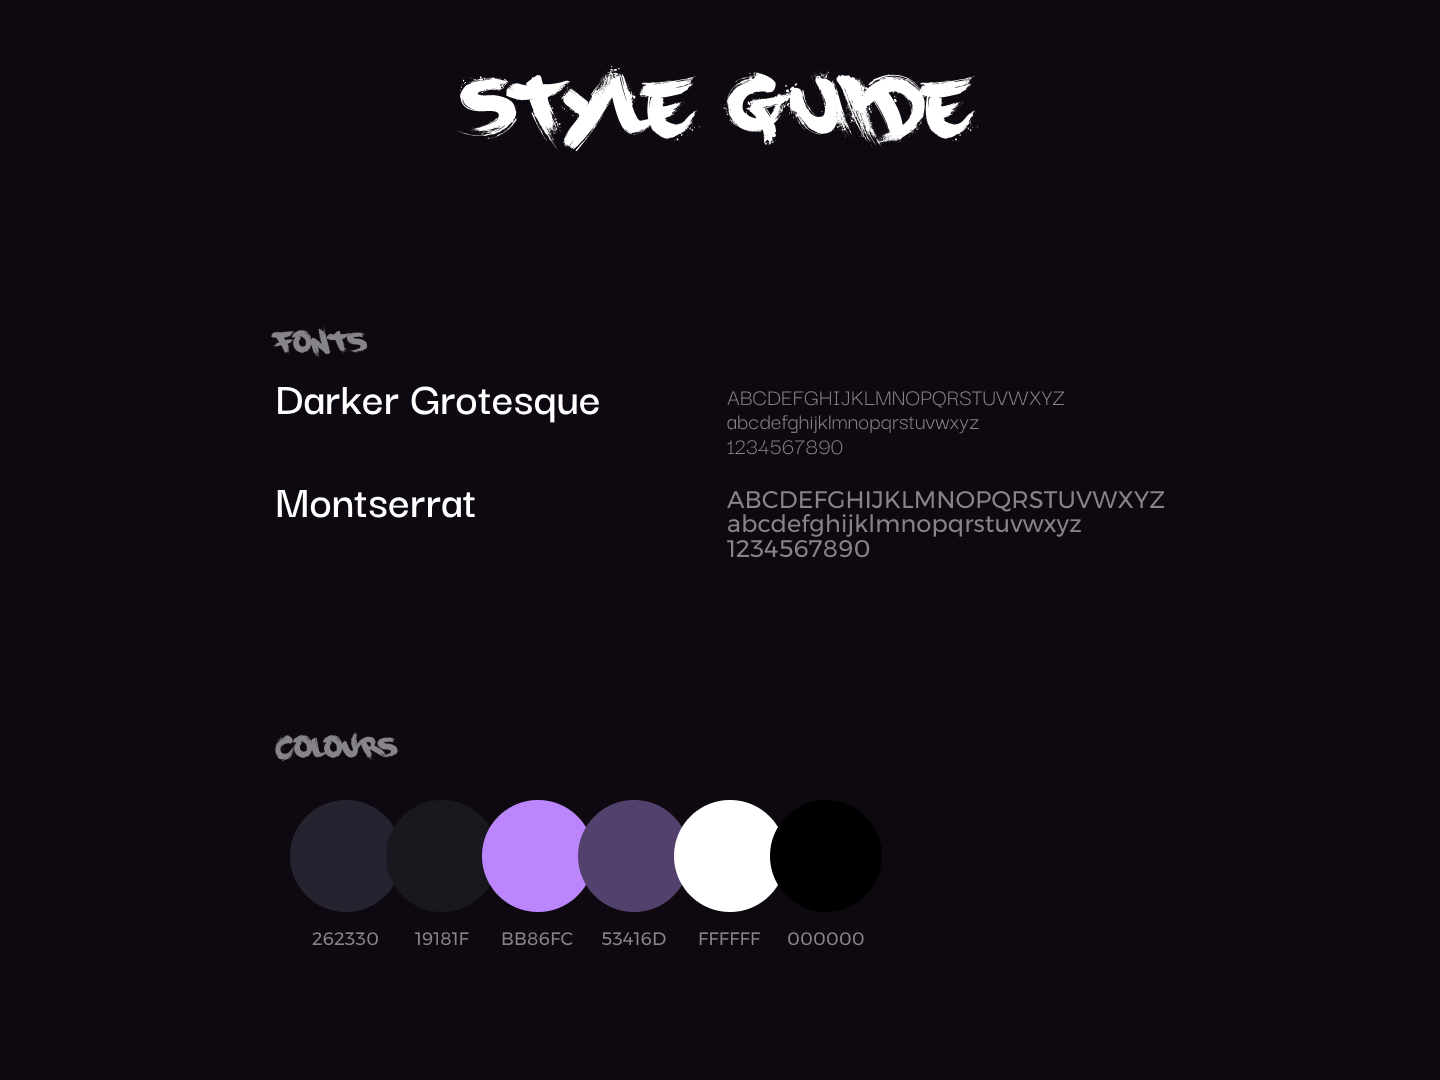 STYLE GUIDE
FONTS
Darker Grotesque
ABCDEFGHIJKLMNOPQRSTUVWXYZ
abcdefghijklmnopqrstuvwxyz
1234567890
Montserrat
ABCDEFGHIJKLMNOPQRSTUVWXYZ
abcdefghijklmnopqrstuvwxyz
1234567890
COLOURS
262330 19181F BB86FC 53416D FFFFFF 000000